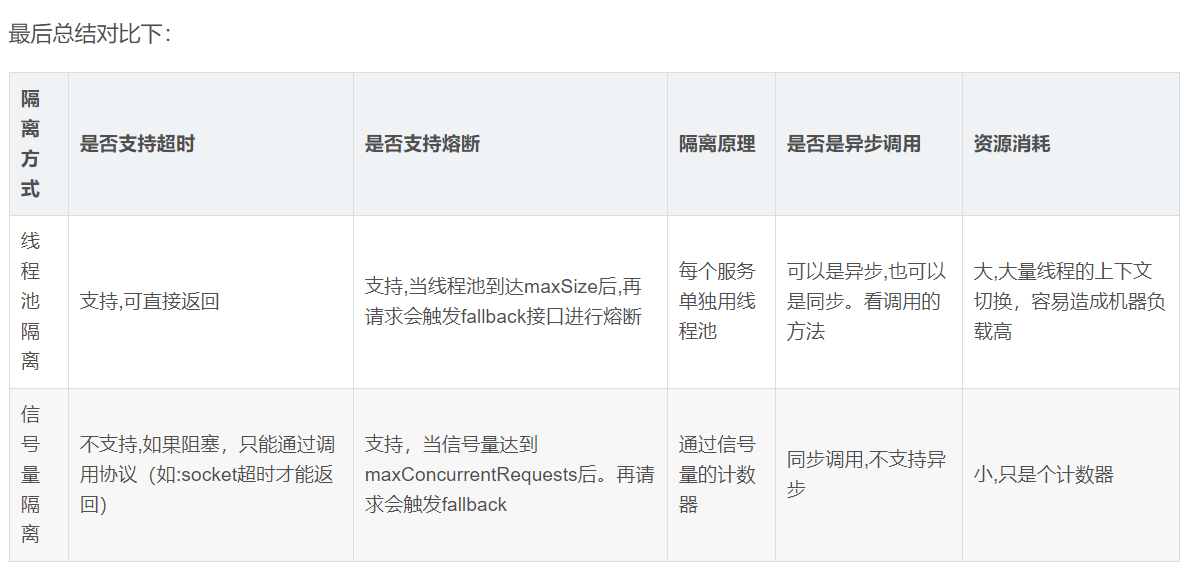 最后总结对比下：
隔
离
方
式
是否支持超时
是否支持熔断
隔离原理
是否是异步调用
资源消耗
线
程
池
隔
离
支持,可直接返回
支持,当线程池到达maxSize后,再
请求会触发fallback接口进行熔断
每个服务
单独用线
程池
可以是异步,也可以
是同步。看调用的
方法
大,大量线程的上下文
切换，容易造成机器负
载高
信
号
量
隔
离
不支持,如果阻塞，只能通过调
用协议（如:socket超时才能返
回）
支持，当信号量达到
maxConcurrentRequests后。再请
求会触发fallback
通过信号
量的计数
器
同步调用,不支持异
步
小,只是个计数器